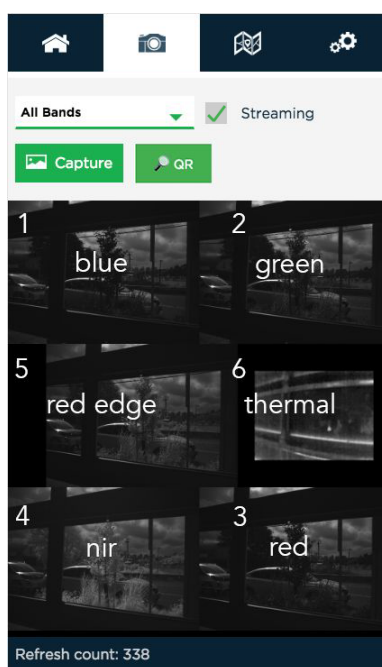 All Bands
Streaming
Capture
QR
1
2
blue
green
5
6
red edge
thermal
4
3
nir
red
Refresh count: 338